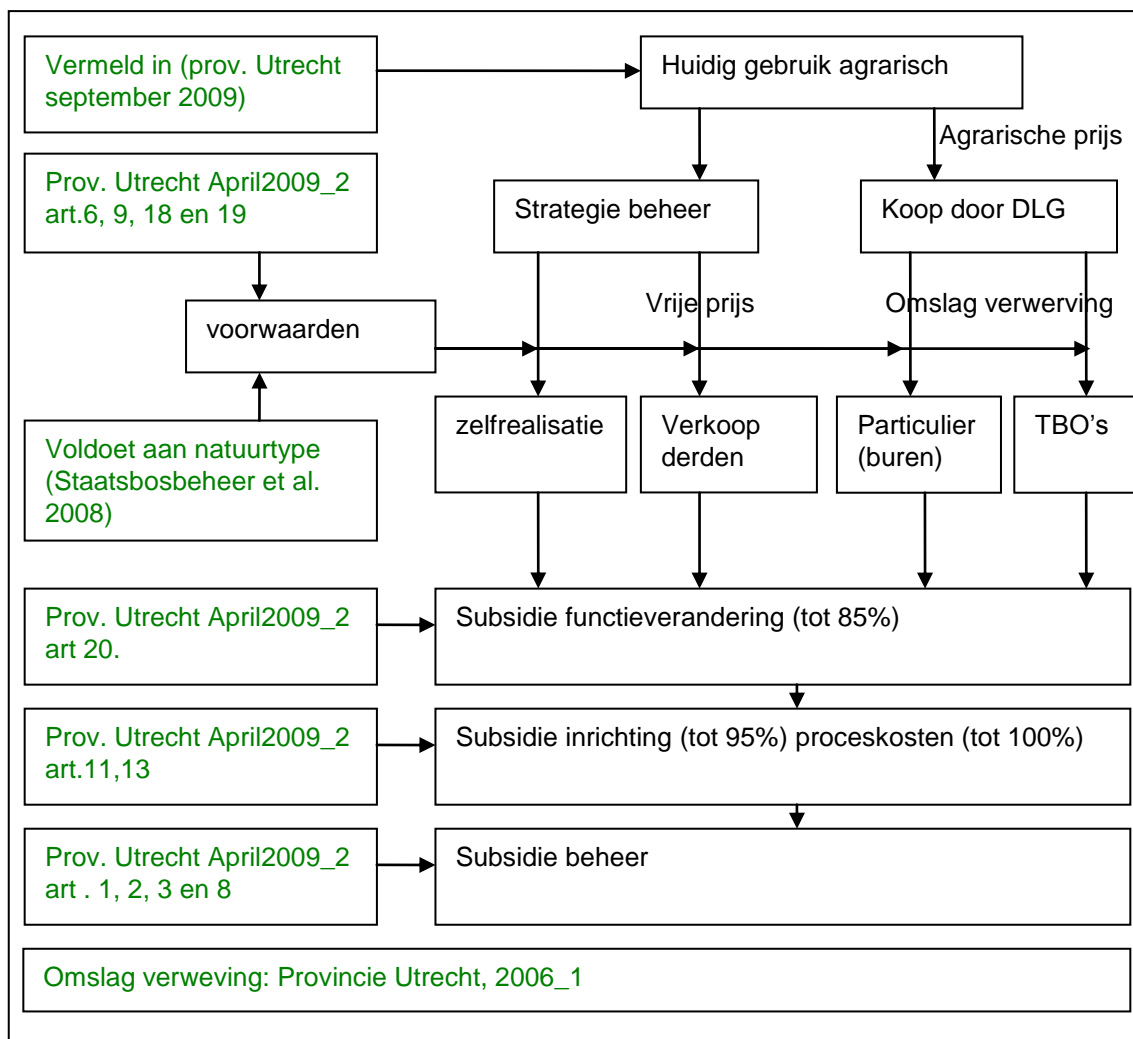 Vermeld in (prov. Utrecht
september 2009)
Huidig gebruik agrarisch
Agrarische prijs
Prov. Utrecht April2009_2
art.6, 9, 18 en 19
Strategie beheer
Koop door DLG
Vrije prijs
Omslag verwerving
voorwaarden
zelfrealisatie
Verkoop
derden
Particulier
(buren)
TBO's
Voldoet aan natuurtype
(Staatsbosbeheer et al.
2008)
Prov. Utrecht April2009_2
art 20.
Subsidie functieverandering (tot 85%)
Prov. Utrecht April2009_2
art.11,13
Subsidie inrichting (tot 95%) proceskosten (tot 100%)
Prov. Utrecht April2009_2
art . 1, 2, 3 en 8
Subsidie beheer
Omslag verweving: Provincie Utrecht, 2006_1